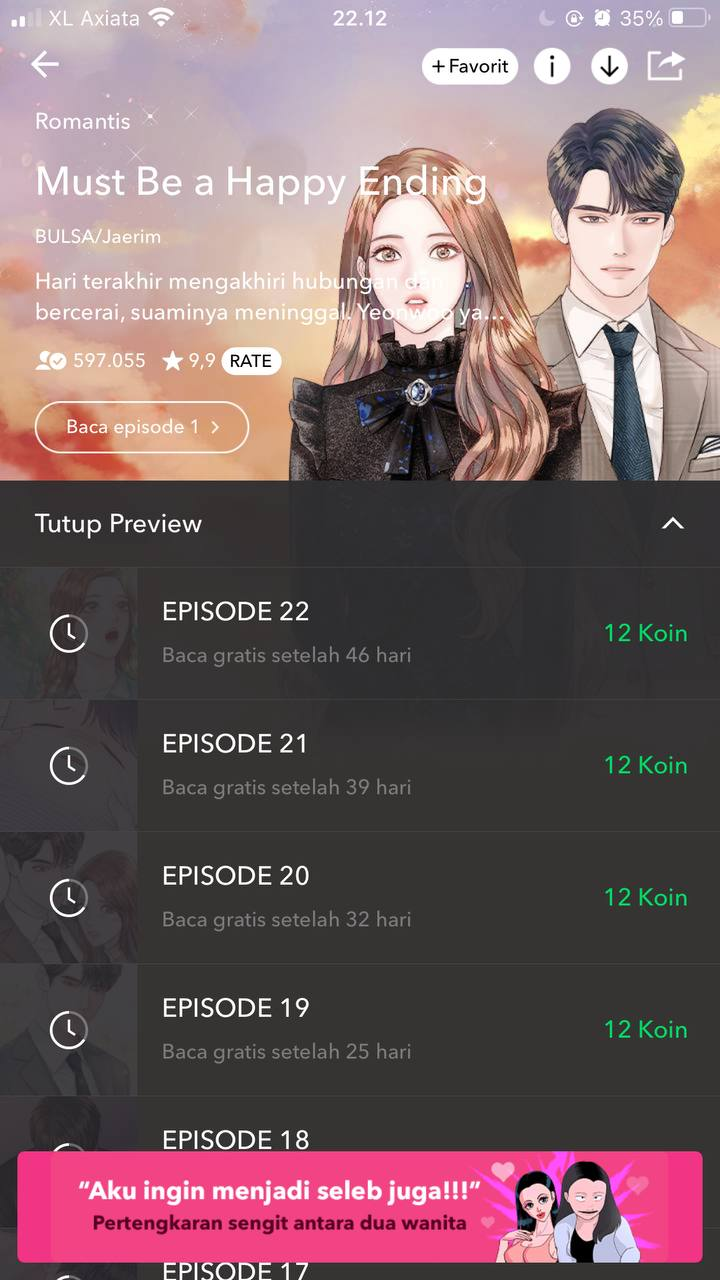 XL Axiata
22.12
35%
+ Favorit
Romantis
Must Be a Happy Ending
BULSA/Jaerim
Hari terakhir mengakhiri hubungan dan
bercerai, suaminya meninggal. Yeonwoo ya...
597.055
9,9
RATE
Baca episode 1
Tutup Preview
EPISODE 22
Baca gratis setelah 46 hari
12 Koin
EPISODE 21
Baca gratis setelah 39 hari
12 Koin
EPISODE 20
Baca gratis setelah 32 hari
12 Koin
EPISODE 19
Baca gratis setelah 25 hari
12 Koin
EPISODE 18
“Aku ingin menjadi seleb juga!!!”
Pertengkaran sengit antara dua wanita
EPISODE 17